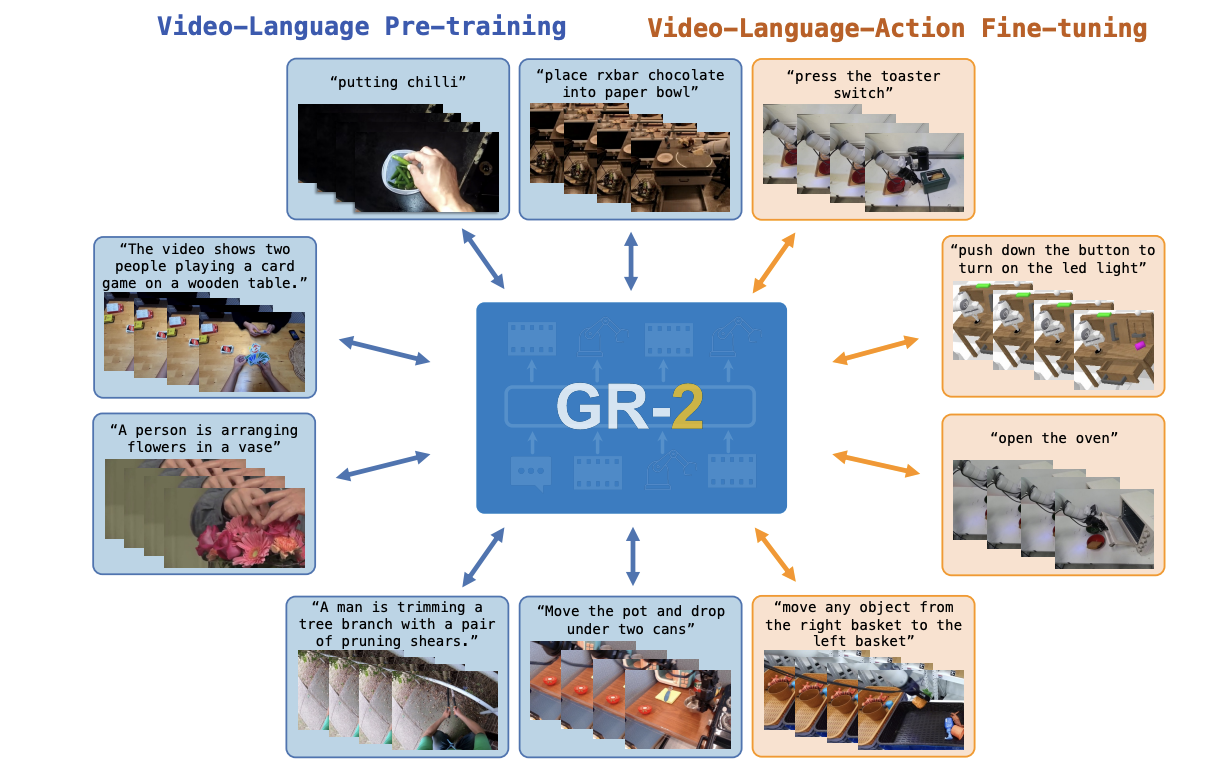 Video-Language Pre-training
Video-Language-Action Fine-tuning
“putting chilli”
“place rxbar chocolate
into paper bowl”
“press the toaster
switch”
“The video shows two
people playing a card
game on a wooden table.”
“push down the button to
turn on the led light”
GR-2
“A person is arranging
flowers in a vase”
“open the oven”
“A man is trimming a
tree branch with a pair
of pruning shears.”
“Move the pot and drop
under two cans”
“move any object from
the right basket to the
left basket”